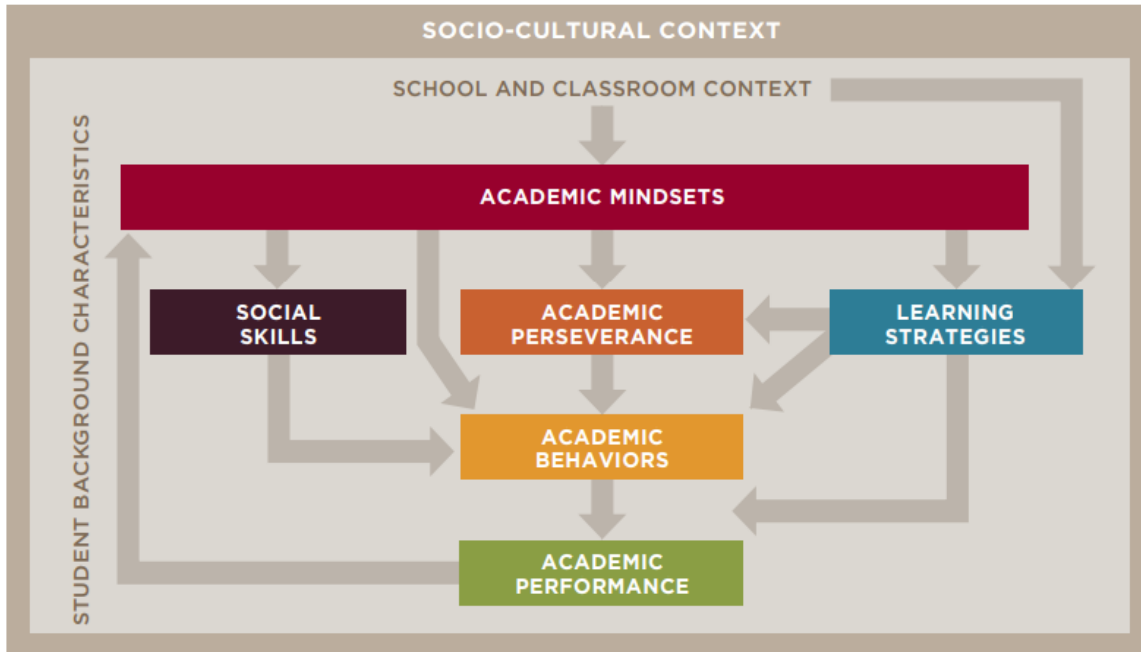 SOCIO-CULTURAL CONTEXT
SCHOOL AND CLASSROOM CONTEXT
STUDENT BACKGROUND CHARACTERISTICS
ACADEMIC MINDSETS
SOCIAL
SKILLS
ACADEMIC
PERSEVERANCE
LEARNING
STRATEGIES
ACADEMIC
BEHAVIORS
ACADEMIC
PERFORMANCE